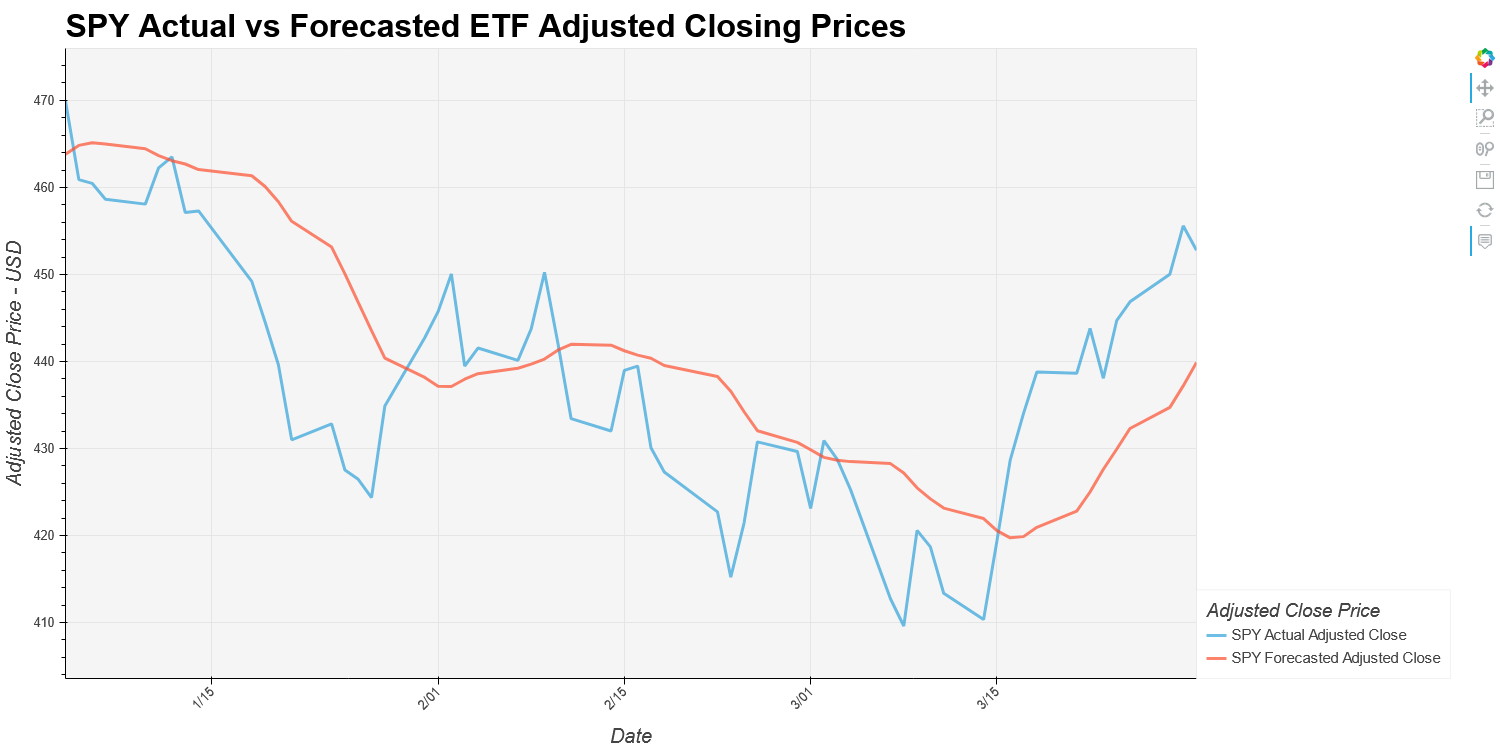 SPY Actual vs Forecasted ETF Adjusted Closing Prices
Adjusted Close Price - USD
470
460
450
440
430
420
410
1/15
2/01
2/15
3/01
3/15
Date
Adjusted Close Price
SPY Actual Adjusted Close
SPY Forecasted Adjusted Close